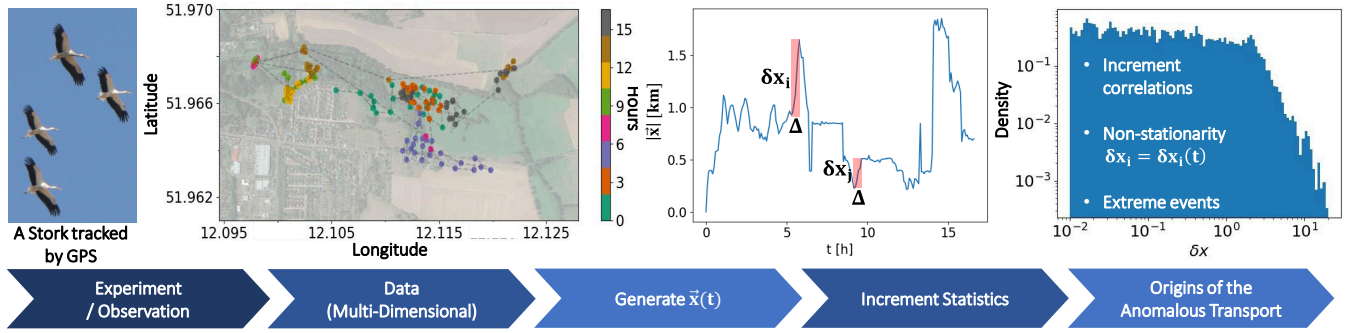 A Stork tracked
by GPS
Latitude
51.970
51.966
51.962
12.095
12.105
12.115
12.125
Longitude
15
12
9
6
3
0
Hours
|x⃗| [km]
1.5
1.0
0.5
0.0
δxᵢ
Δ
δxᵢ
Δ
0
5
10
15
t [h]
Density
10⁻¹
10⁻²
10⁻³
• Increment
correlations
• Non-stationarity
δxᵢ = δxᵢ(t)
• Extreme events
10⁻²
10⁻¹
10⁰
10¹
δx
Experiment
/ Observation
Data
(Multi-Dimensional)
Generate x⃗(t)
Increment Statistics
Origins of the
Anomalous Transport